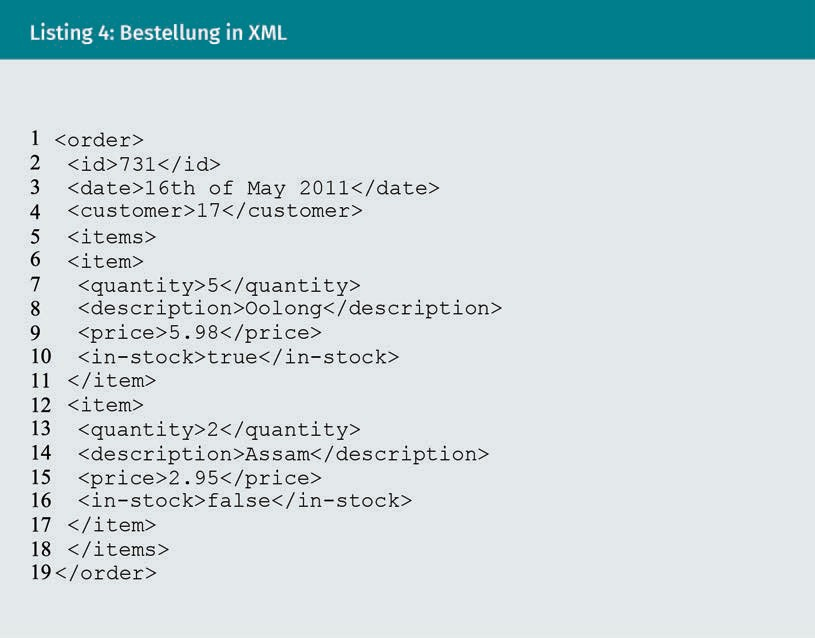 Listing 4: Bestellung in XML
1 <order>
2 <id>731</id>
3 <date>16th of May 2011</date>
4 <customer>17</customer>
5 <items>
6 <item>
7 <quantity>5</quantity>
8 <description>Oolong</description>
9 <price>5.98</price>
10 <in-stock>true</in-stock>
11 </item>
12 <item>
13 <quantity>2</quantity>
14 <description>Assam</description>
15 <price>2.95</price>
16 <in-stock>false</in-stock>
17 </item>
18 </items>
19 </order>